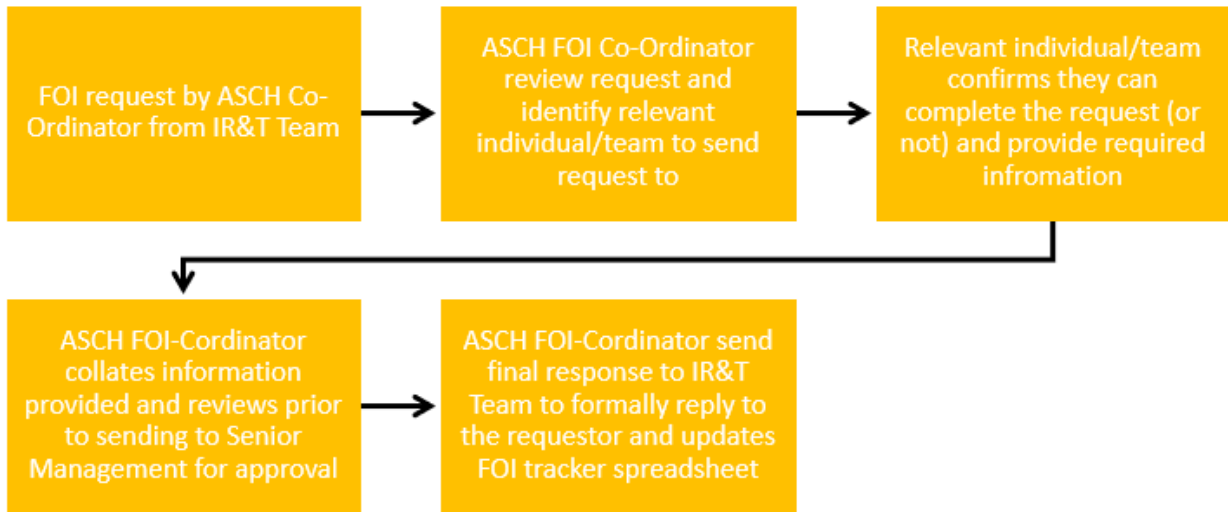 FOI request by ASCH Co-
Ordinator from IR&T Team
ASCH FOI Co-Ordinator
review request and
identify relevant
individual/team to send
request to
Relevant individual/team
confirms they can
complete the request (or
not) and provide required
infromation
ASCH FOI-Cordinator
collates information
provided and reviews prior
to sending to Senior
Management for approval
ASCH FOI-Cordinator send
final response to IR&T
Team to formally reply to
the requestor and updates
FOI tracker spreadsheet